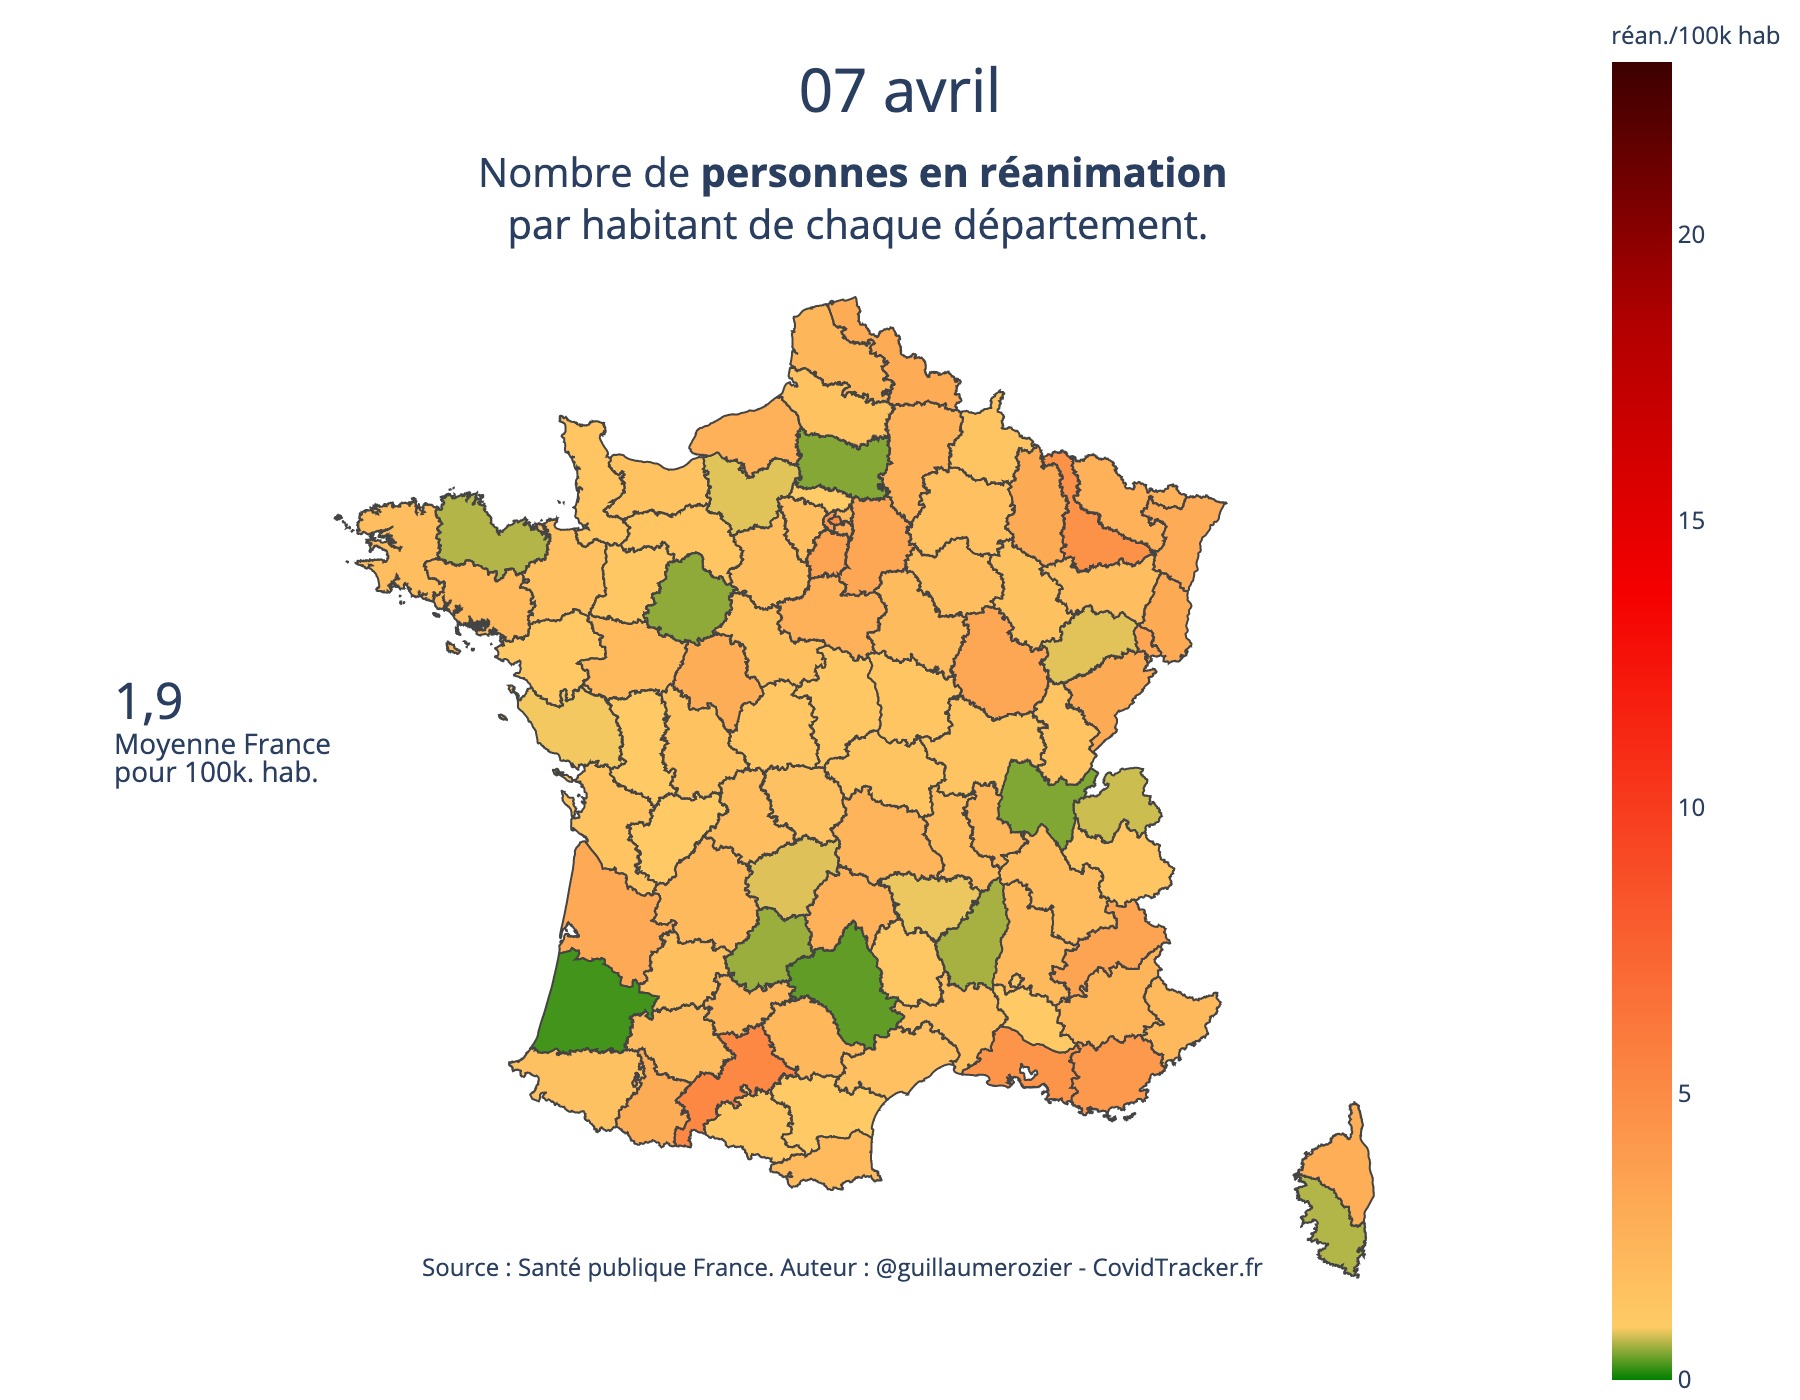 réan./100k hab
07 avril
Nombre de personnes en réanimation
par habitant de chaque département.
20
15
1,9
Moyenne France
pour 100k. hab.
10
5
Source : Santé publique France. Auteur : @guillaumerozier - CovidTracker.fr
0